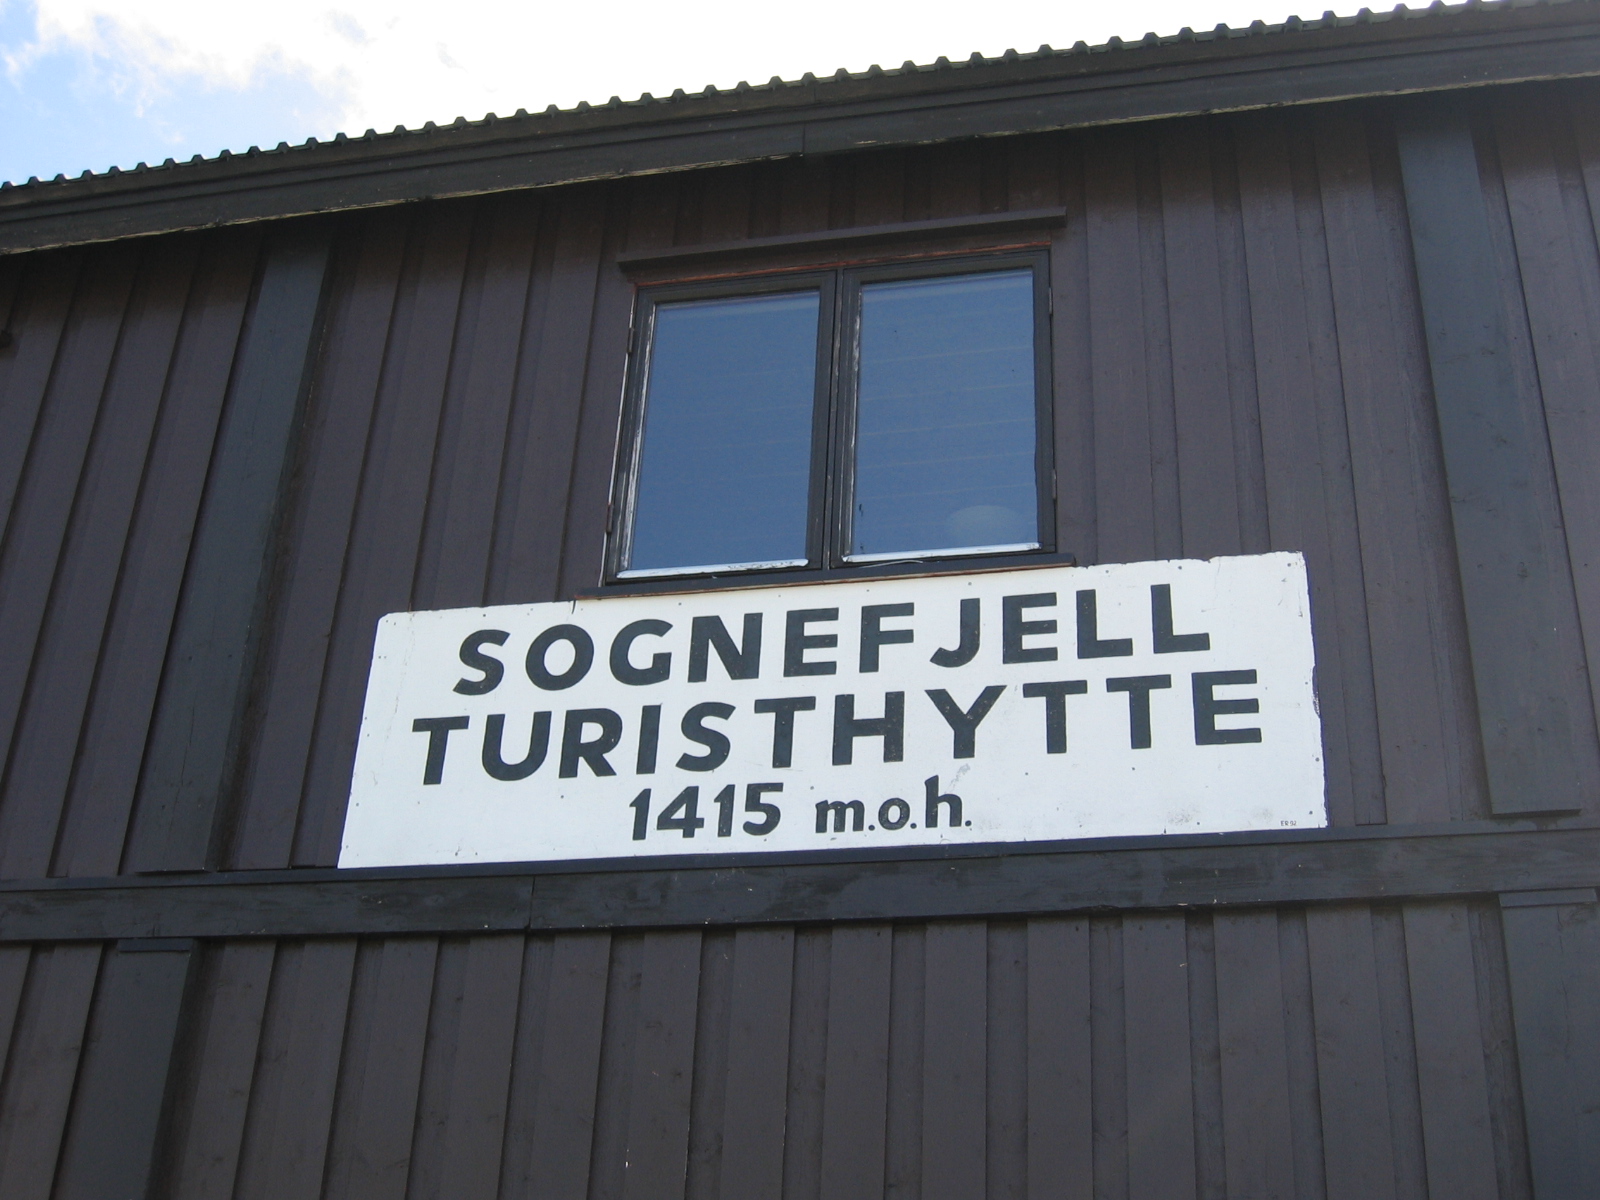 SOGNEFJELL
TURISTHYTTE
1415 m.o.h.